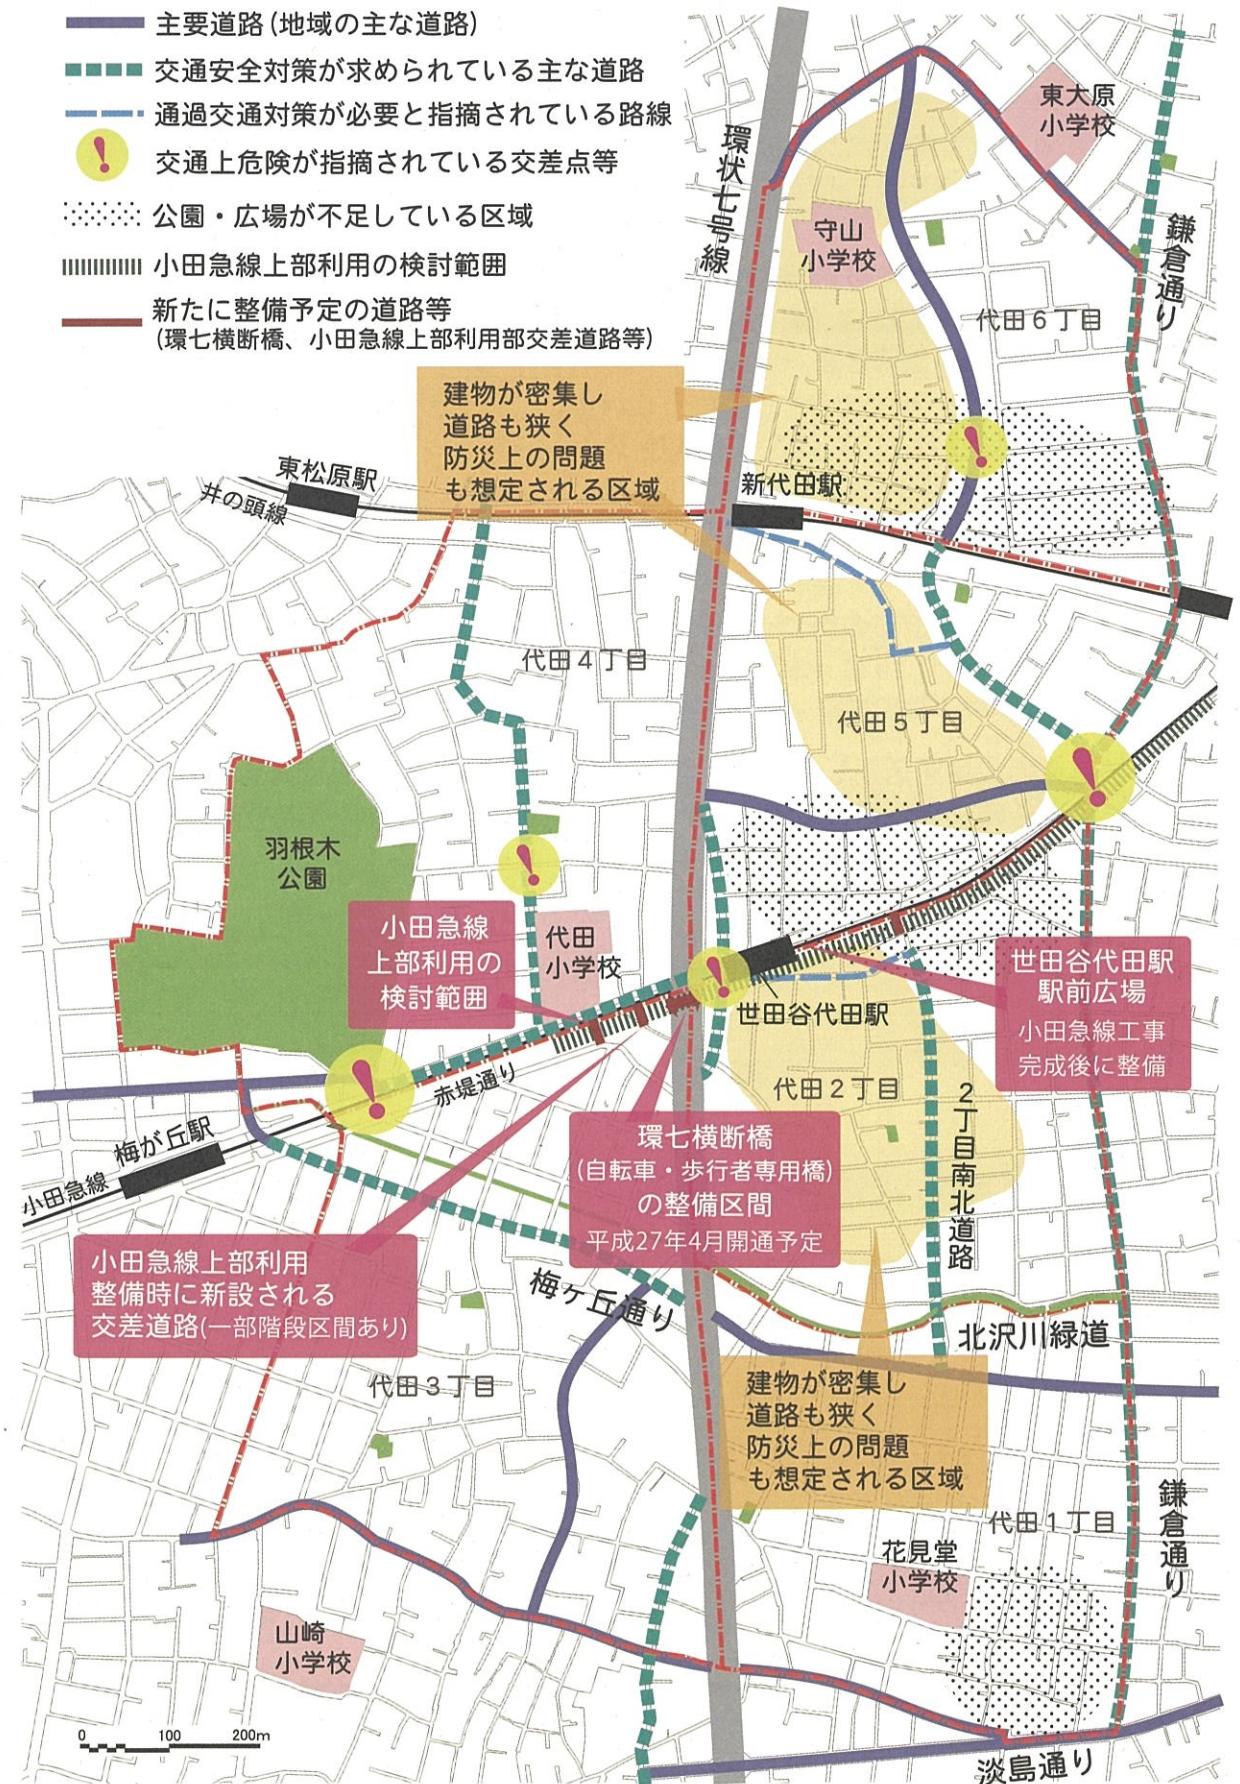 主要道路(地域の主な道路)
交通安全対策が求められている主な道路
通過交通対策が必要と指摘されている路線
交通上危険が指摘されている交差点等
公園・広場が不足している区域
小田急線上部利用の検討範囲
新たに整備予定の道路等
(環七横断橋、小田急線上部利用部交差道路等)
環状七号線
東大原
小学校
守山
小学校
鎌倉通り
代田6丁目
建物が密集し
道路も狭く
防災上の問題
も想定される区域
東松原駅
井の頭線
新代田駅
代田4丁目
代田5丁目
羽根木
公園
小田急線
上部利用の
検討範囲
代田
小学校
世田谷代田駅
世田谷代田駅
駅前広場
小田急線工事
完成後に整備
赤堤通り
代田2丁目
2丁目南北道路
梅が丘駅
小田急線
環七横断橋
(自転車・歩行者専用橋)
の整備区間
平成27年4月開通予定
小田急線上部利用
整備時に新設される
交差道路(一部階段区間あり)
梅ヶ丘通り
北沢川緑道
代田3丁目
建物が密集し
道路も狭く
防災上の問題
も想定される区域
代田1丁目
鎌倉通り
花見堂
小学校
山崎
小学校
0 100 200m
淡島通り